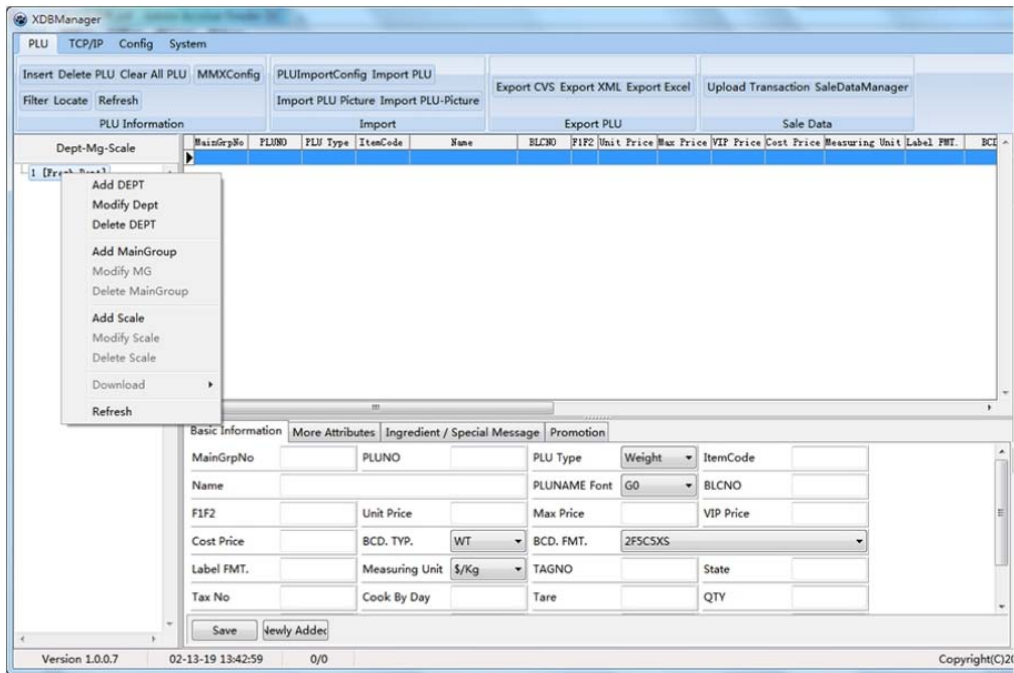 XDBManager
PLU TCP/IP Config System
Insert Delete PLU Clear All PLU MMXConfig PLUImportConfig Import PLU
Export CVS Export XML Export Excel Upload Transaction SaleDataManager
Filter Locate Refresh Import PLU Picture Import PLU-Picture
PLU Information Import Export PLU Sale Data
Dept-Mg-Scale MainGrpNo PLUNO PLU Type ItemCode Name BLCNO F1F2 Unit Price Max Price VIP Price Cost Price Measuring Unit Label FMT.
1 [Fresh Dept]
Add DEPT
Modify Dept
Delete DEPT
Add MainGroup
Modify MG
Delete MainGroup
Add Scale
Modify Scale
Delete Scale
Download
Refresh
Basic Information More Attributes Ingredient / Special Message Promotion
MainGrpNo PLUNO PLU Type Weight ItemCode
Name PLUNAME Font G0 BLCNO
F1F2 Unit Price Max Price VIP Price
Cost Price BCD. TYP. WT BCD. FMT. 2F5C5XS
Label FMT. Measuring Unit $/Kg TAGNO State
Tax No Cook By Day Tare QTY
Save Newly Added
Version 1.0.0.7 02-13-19 13:42:59 0/0 Copyright(C)20